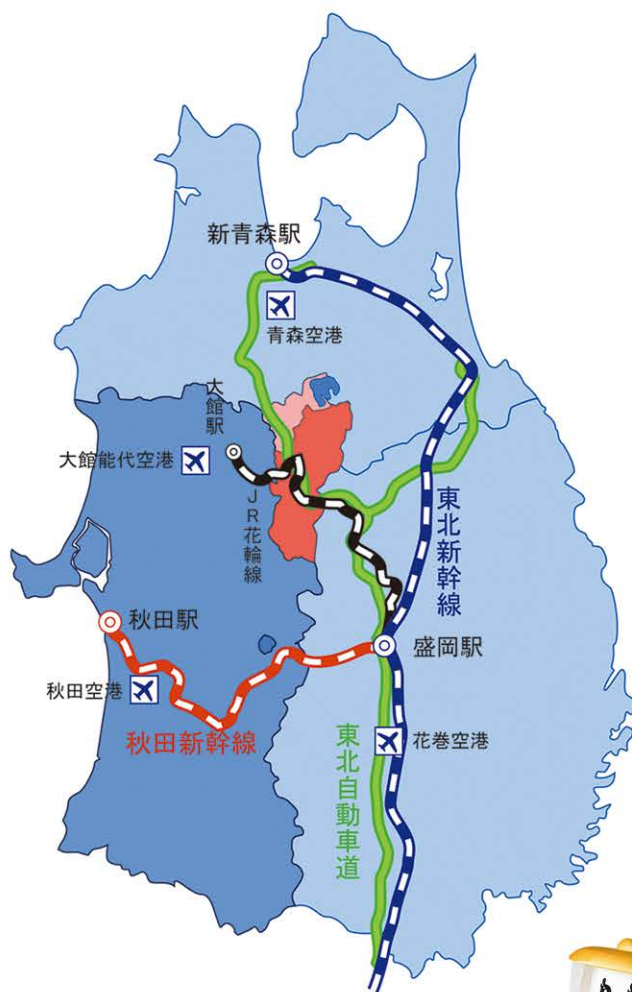 新青森駅
青森空港
大館駅
大館能代空港
JR花輪線
東北新幹線
秋田駅
盛岡駅
秋田空港
秋田新幹線
花巻空港
東北自動車道